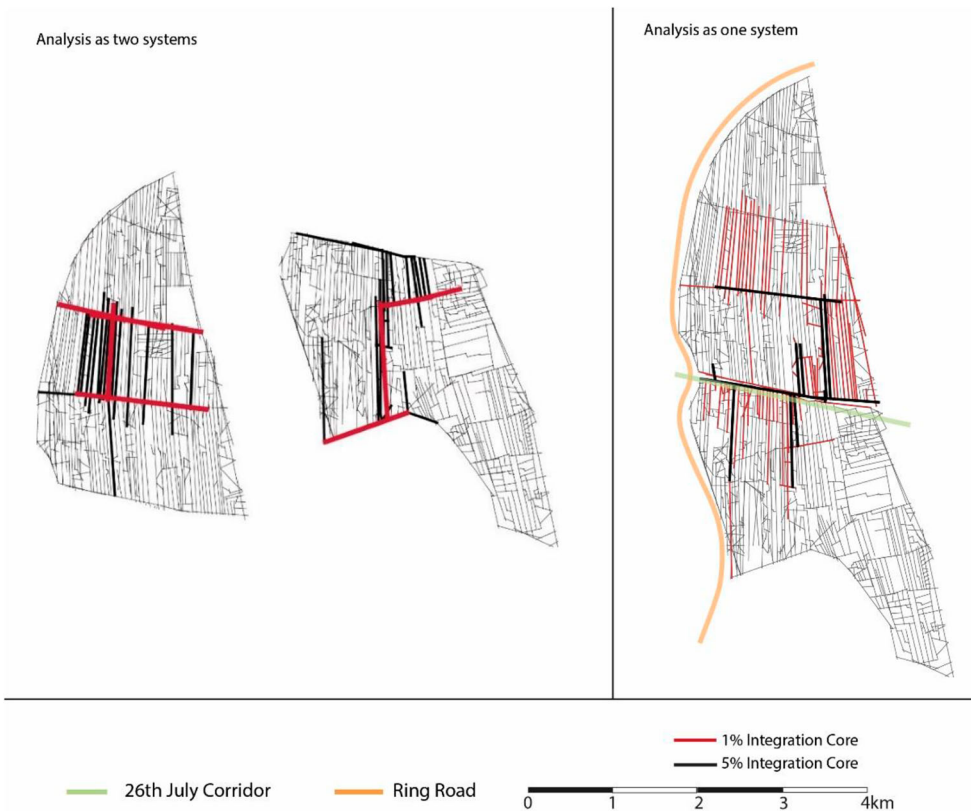 Analysis as two systems
Analysis as one system
1% Integration Core
5% Integration Core
26th July Corridor
Ring Road
0 1 2 3 4km